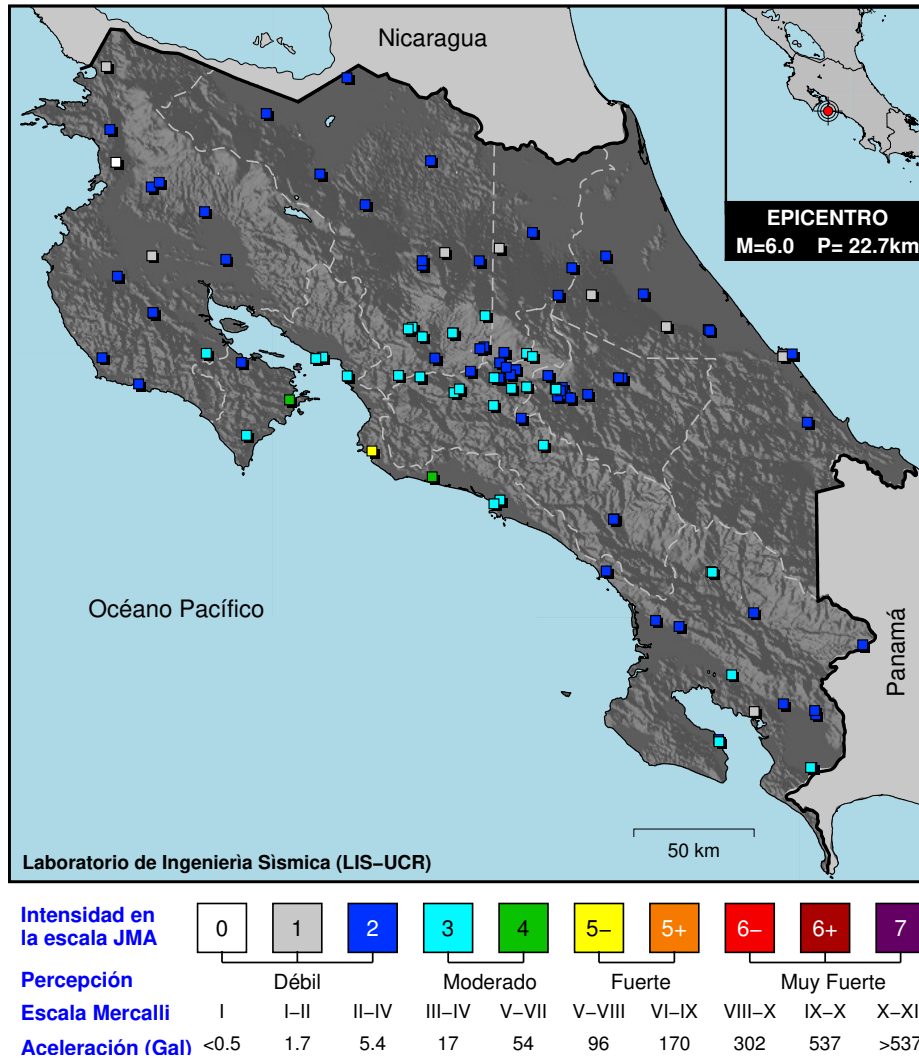 Nicaragua
EPICENTRO
M=6.0 P= 22.7km
Océano Pacífico
Panamá
50 km
Laboratorio de Ingenierìa Sìsmica (LIS–UCR)
Intensidad en
la escala JMA
0 1 2 3 4 5– 5+ 6– 6+ 7
Percepción Débil Moderado Fuerte Muy Fuerte
Escala Mercalli I I–II II–IV III–IV V–VII V–VIII VI–IX VIII–X IX–X X–XI
Aceleración (Gal) <0.5 1.7 5.4 17 54 96 170 302 537 >537